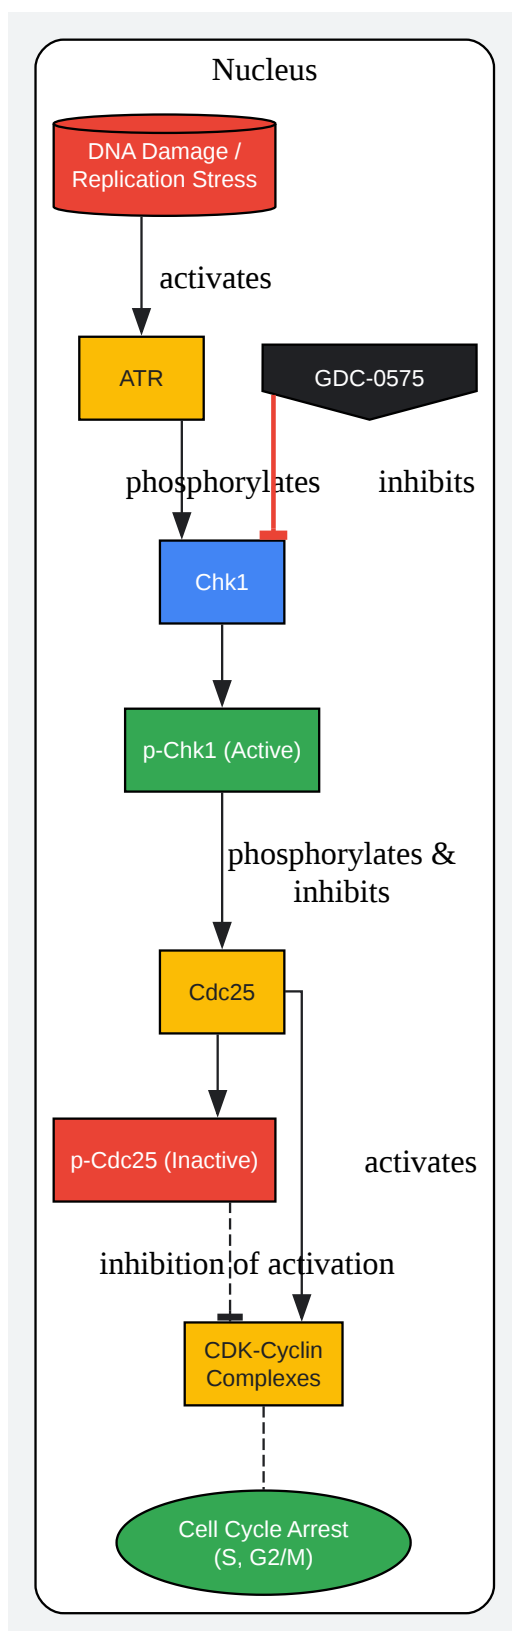 Nucleus
DNA Damage /
Replication Stress
activates
ATR
GDC-0575
phosphorylates
inhibits
Chk1
p-Chk1 (Active)
phosphorylates &
inhibits
Cdc25
p-Cdc25 (Inactive)
activates
inhibition of activation
CDK-Cyclin
Complexes
Cell Cycle Arrest
(S, G2/M)